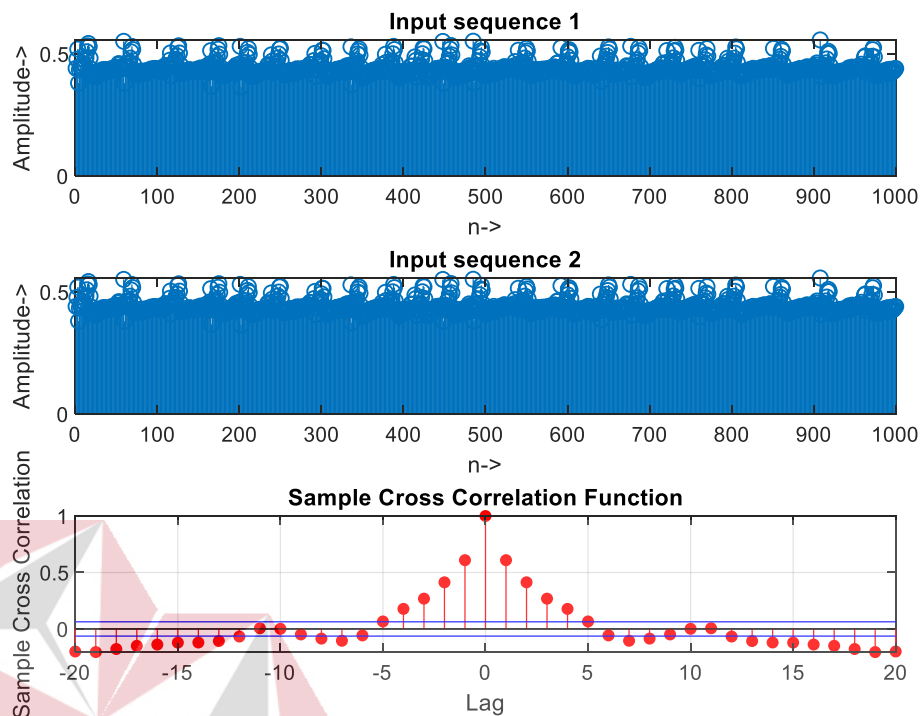 Input sequence 1
Amplitude->
0.5
0
0 100 200 300 400 500 600 700 800 900 1000
n->
Input sequence 2
Amplitude->
0.5
0
0 100 200 300 400 500 600 700 800 900 1000
n->
Sample Cross Correlation Function
Sample Cross Correlation
1
0.5
0
-20 -15 -10 -5 0 5 10 15 20
Lag